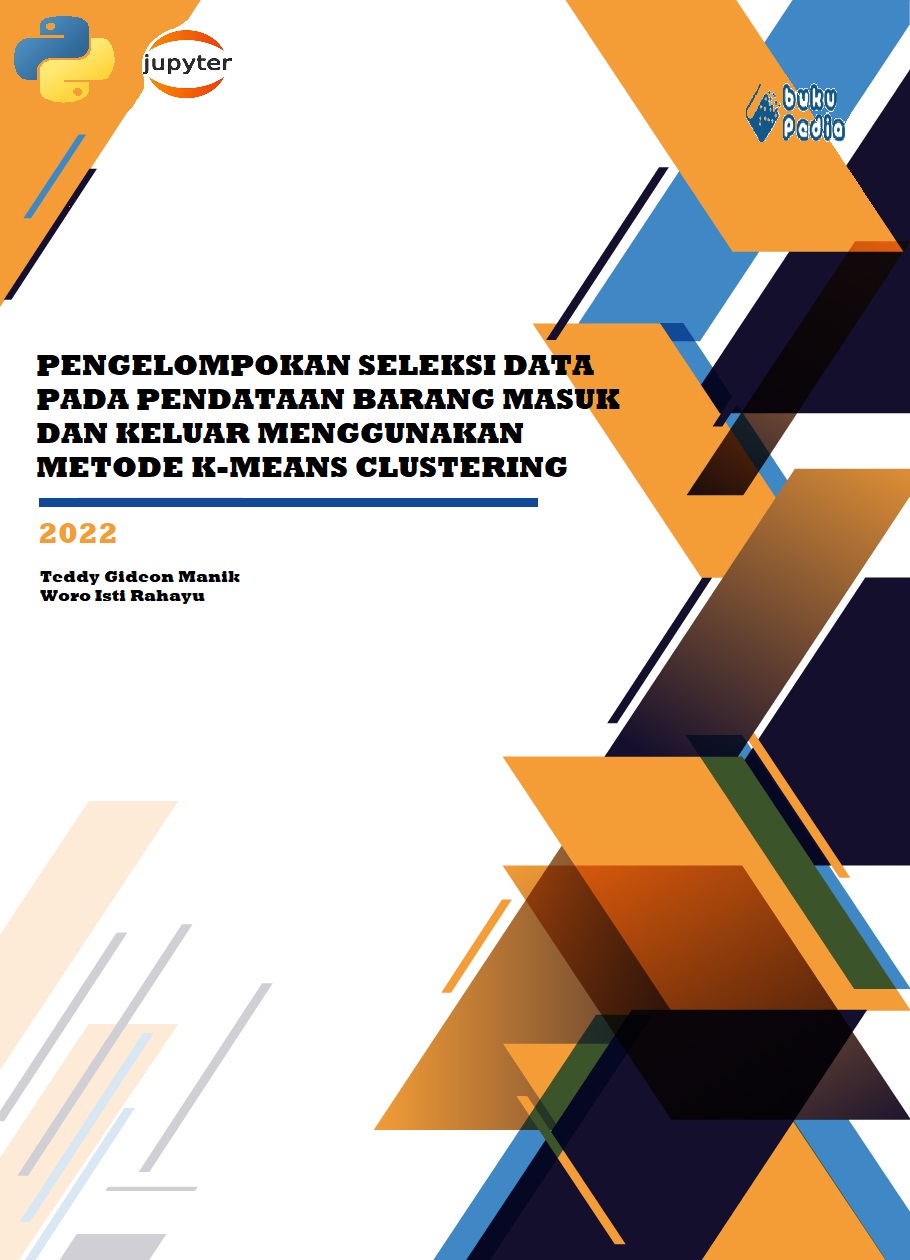 jupyter
buku
Pedia
PENGELOMPOKAN SELEKSI DATA
PADA PENDATAAN BARANG MASUK
DAN KELUAR MENGGUNAKAN
METODE K-MEANS CLUSTERING
2022
Teddy Gideon Manik
Woro Isti Rahayu